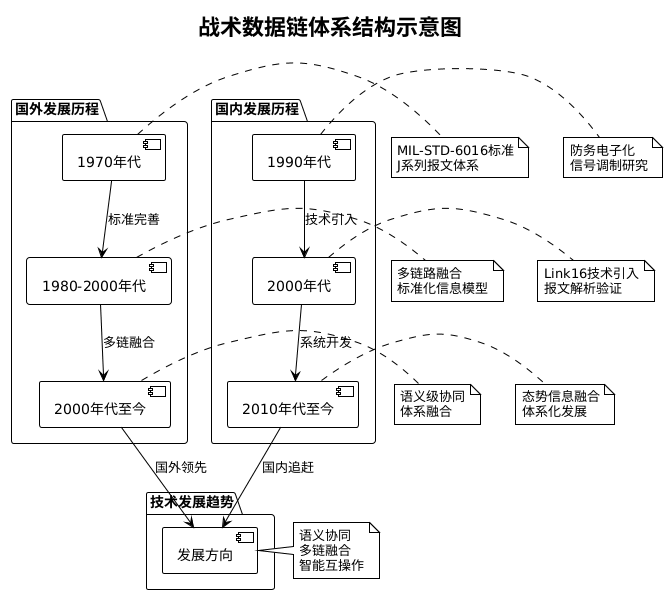 战术数据链体系结构示意图
国外发展历程
国内发展历程
1970年代
1990年代
MIL-STD-6016标准
J系列报文体系
防务电子化
信号调制研究
标准完善
技术引入
1980-2000年代
2000年代
多链路融合
标准化信息模型
Link16技术引入
报文解析验证
多链融合
系统开发
2000年代至今
2010年代至今
语义级协同
体系融合
态势信息融合
体系化发展
国外领先
国内追赶
技术发展趋势
发展方向
语义协同
多链融合
智能互操作